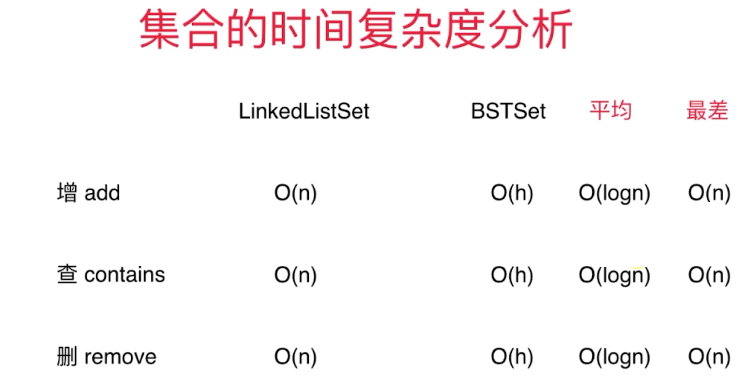 集合的时间复杂度分析
LinkedListSet BSTSet 平均 最差
增 add O(n) O(h) O(logn) O(n)
查 contains O(n) O(h) O(logn) O(n)
删 remove O(n) O(h) O(logn) O(n)